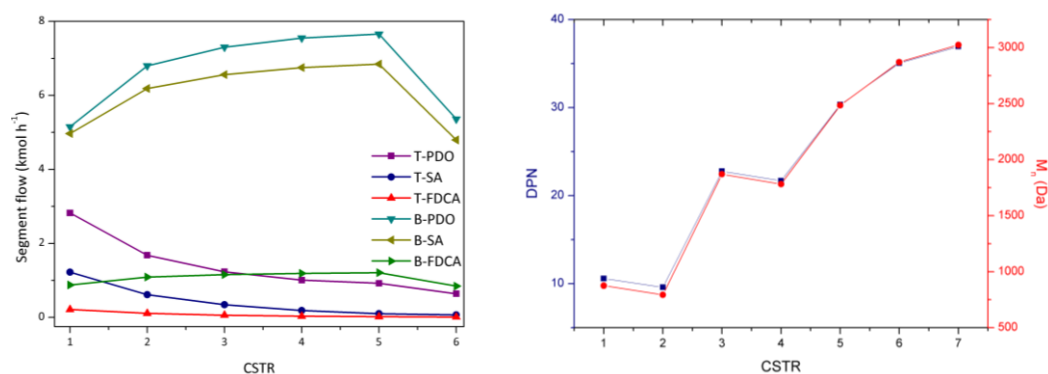 Segment flow (kmol h⁻¹)
8
6
4
2
0
T-PDO
T-SA
T-FDCA
B-PDO
B-SA
B-FDCA
1 2 3 4 5 6
CSTR
DPN
40
30
20
10
3000
2500
2000
1500
1000
500
Mn (Da)
1 2 3 4 5 6 7
CSTR